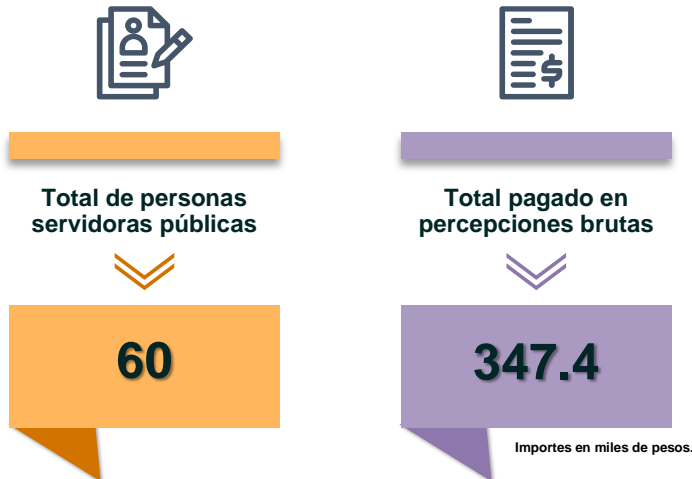 Total de personas
servidoras públicas
60
Total pagado en
percepciones brutas
347.4
Importes en miles de pesos.